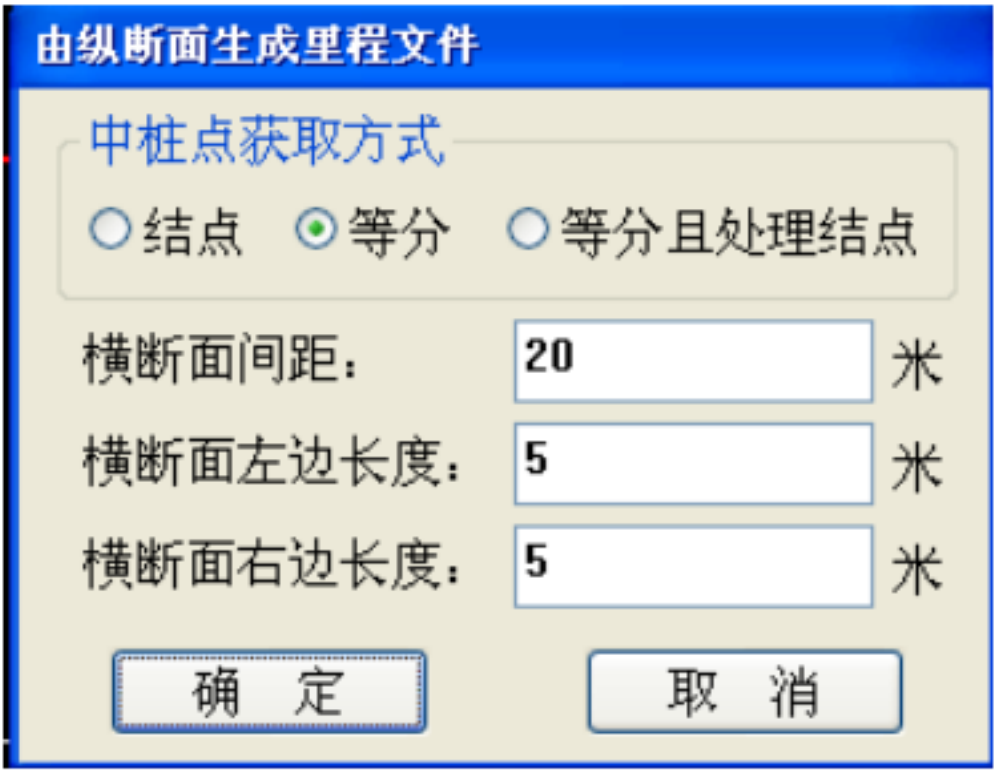 由纵断面生成里程文件
中桩点获取方式
结点 等分 等分且处理结点
横断面间距： 20 米
横断面左边长度： 5 米
横断面右边长度： 5 米
确 定 取 消